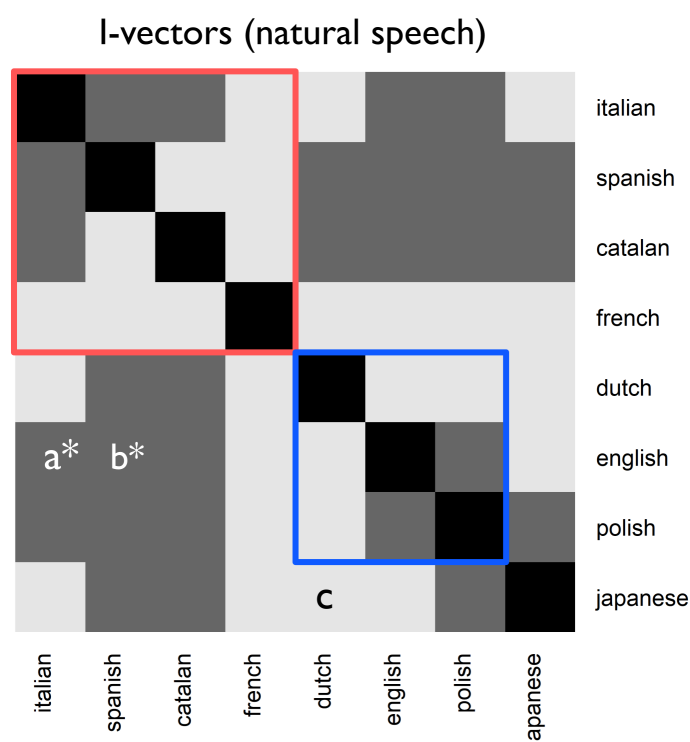 I-vectors (natural speech)
italian
spanish
catalan
french
dutch
a* b* english
polish
c japanese
italian spanish catalan french dutch english polish apanese